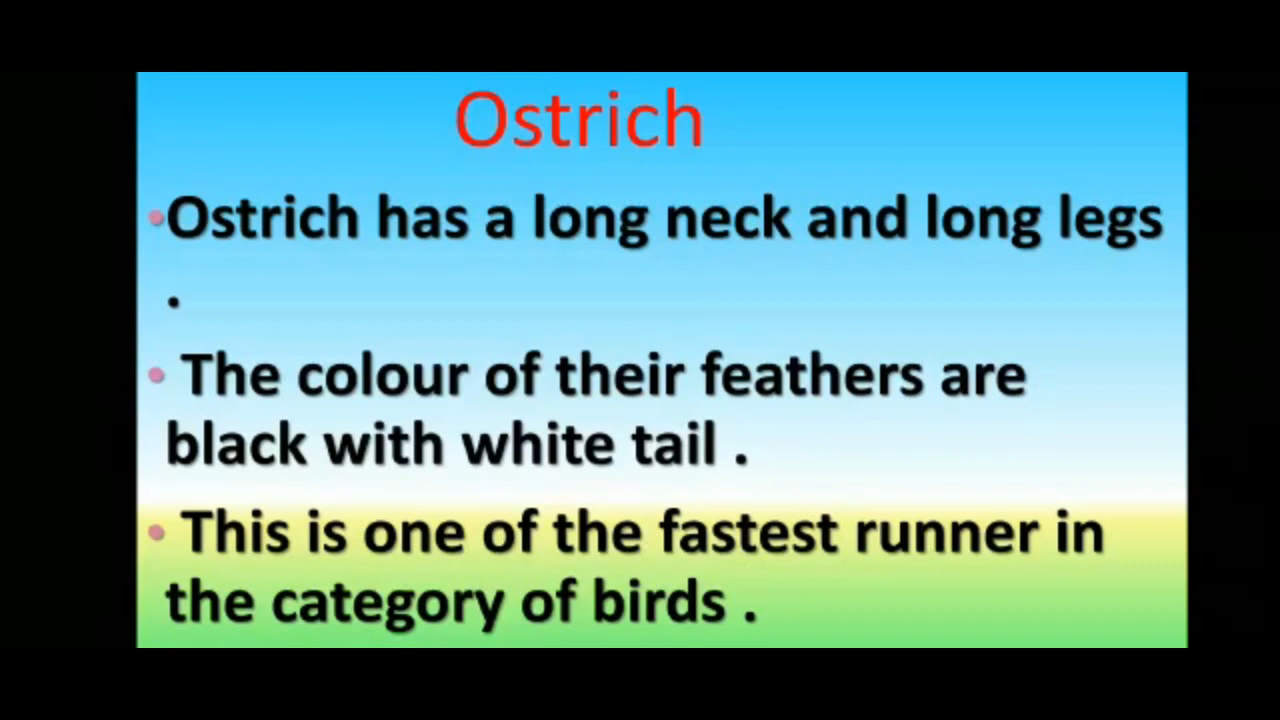 Ostrich
•Ostrich has a long neck and long legs
.
• The colour of their feathers are
black with white tail .
• This is one of the fastest runner in
the category of birds .